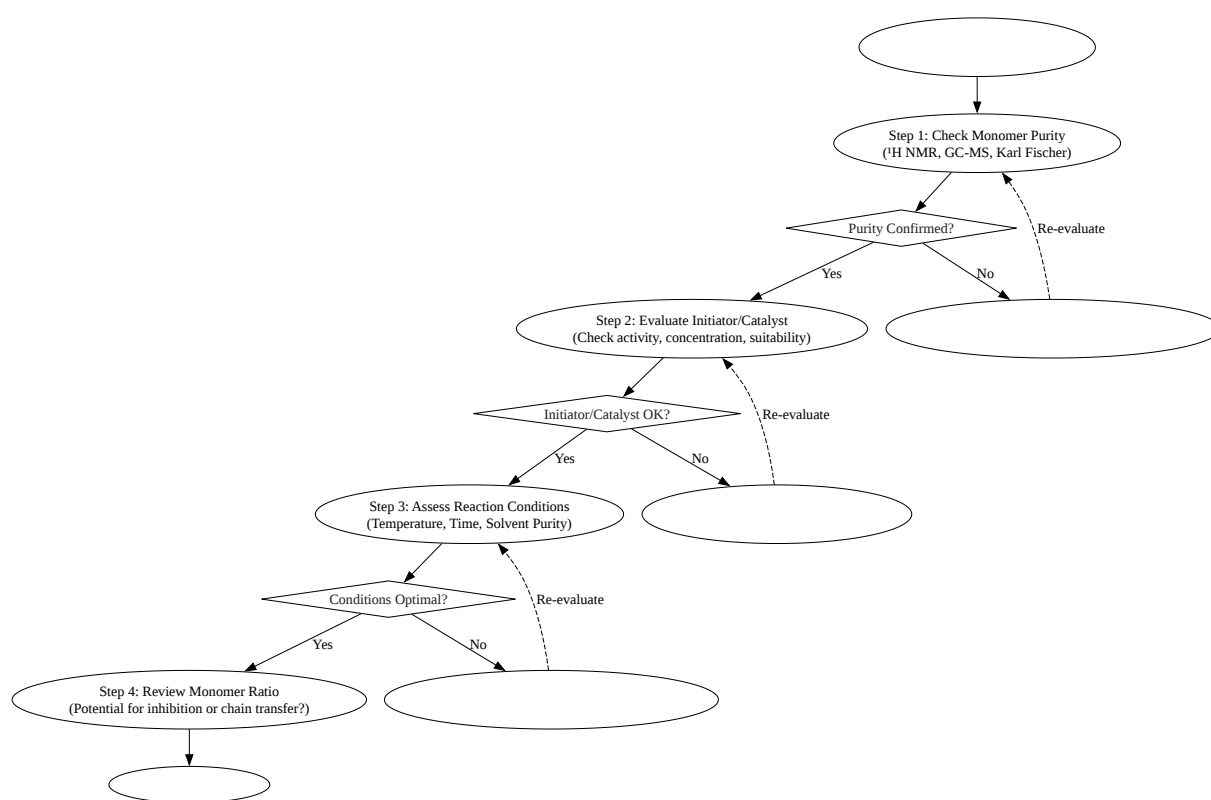 Step 1: Check Monomer Purity
(¹H NMR, GC-MS, Karl Fischer)
Purity Confirmed?
Re-evaluate
Yes
No
Step 2: Evaluate Initiator/Catalyst
(Check activity, concentration, suitability)
Initiator/Catalyst OK?
Re-evaluate
Yes
No
Step 3: Assess Reaction Conditions
(Temperature, Time, Solvent Purity)
Conditions Optimal?
Re-evaluate
Yes
No
Step 4: Review Monomer Ratio
(Potential for inhibition or chain transfer?)